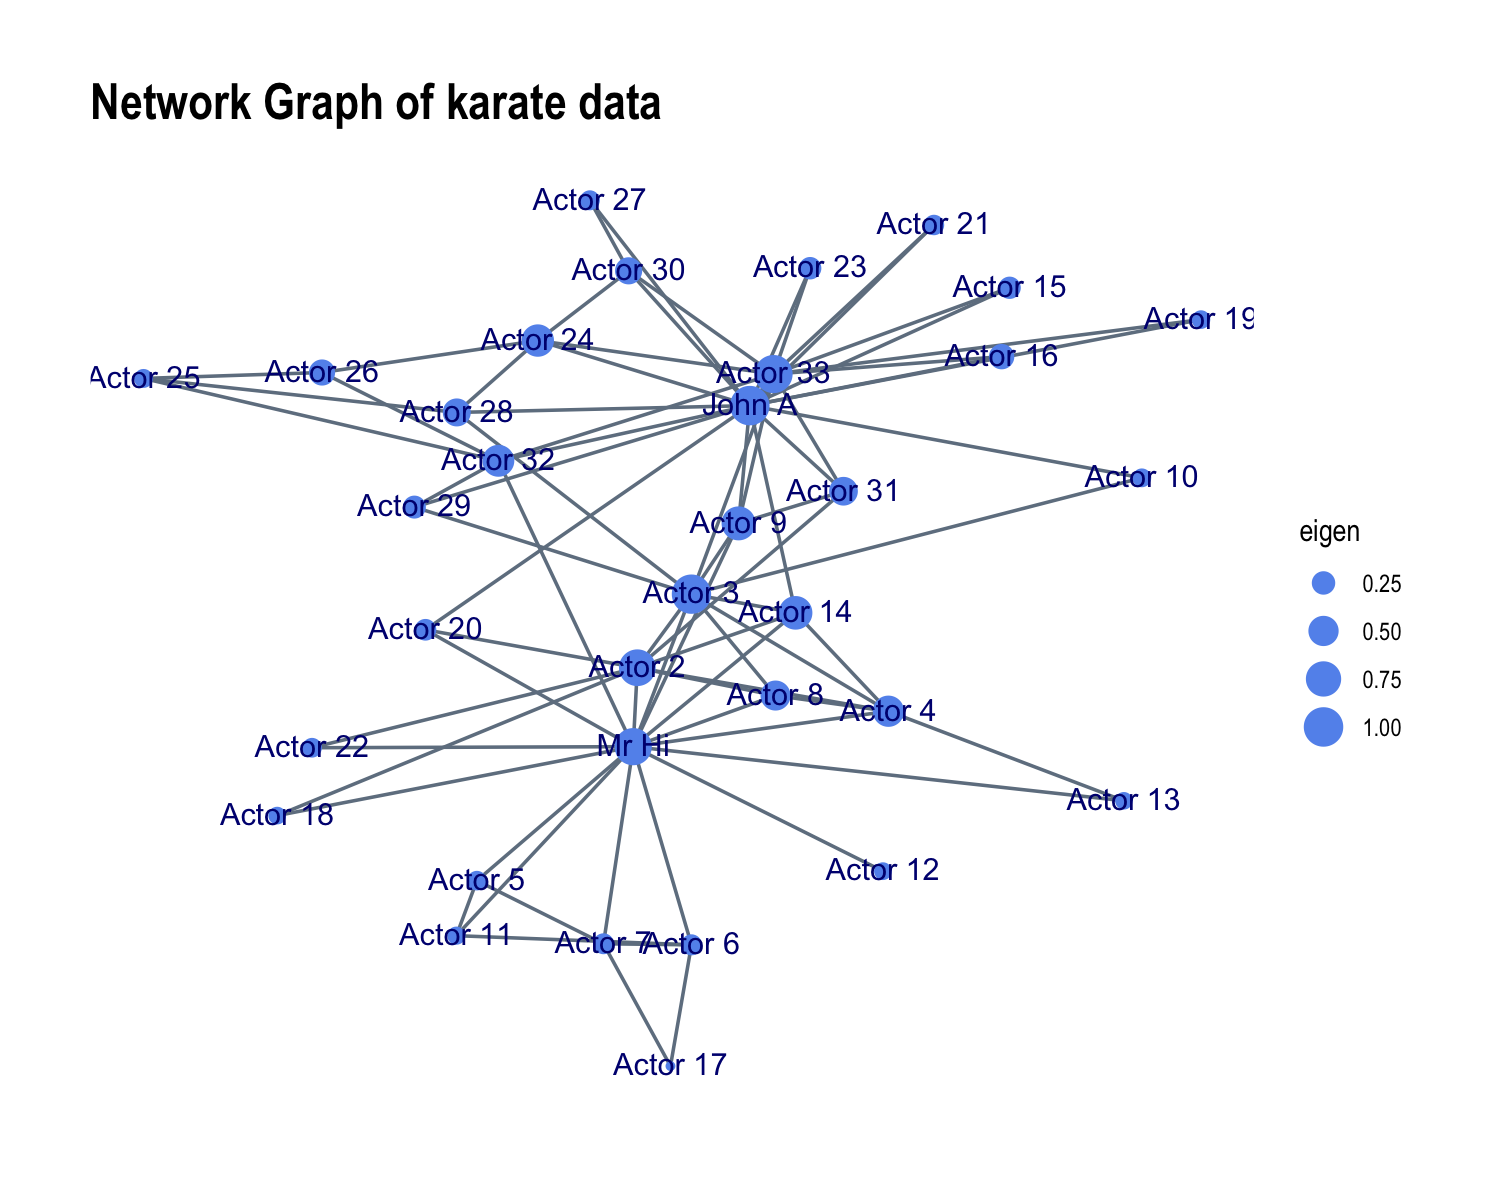 Network Graph of karate data
Actor 27
Actor 21
Actor 30
Actor 23
Actor 15
Actor 19
Actor 24
Actor 16
Actor 26
Actor 33
Actor 25
John A
Actor 28
Actor 32
Actor 10
Actor 31
Actor 29
Actor 9
eigen
0.25
Actor 3
Actor 14
Actor 20
0.50
Actor 2
0.75
Actor 8
Actor 4
1.00
Actor 22
Mr Hi
Actor 13
Actor 18
Actor 12
Actor 5
Actor 11
Actor 7
Actor 6
Actor 17